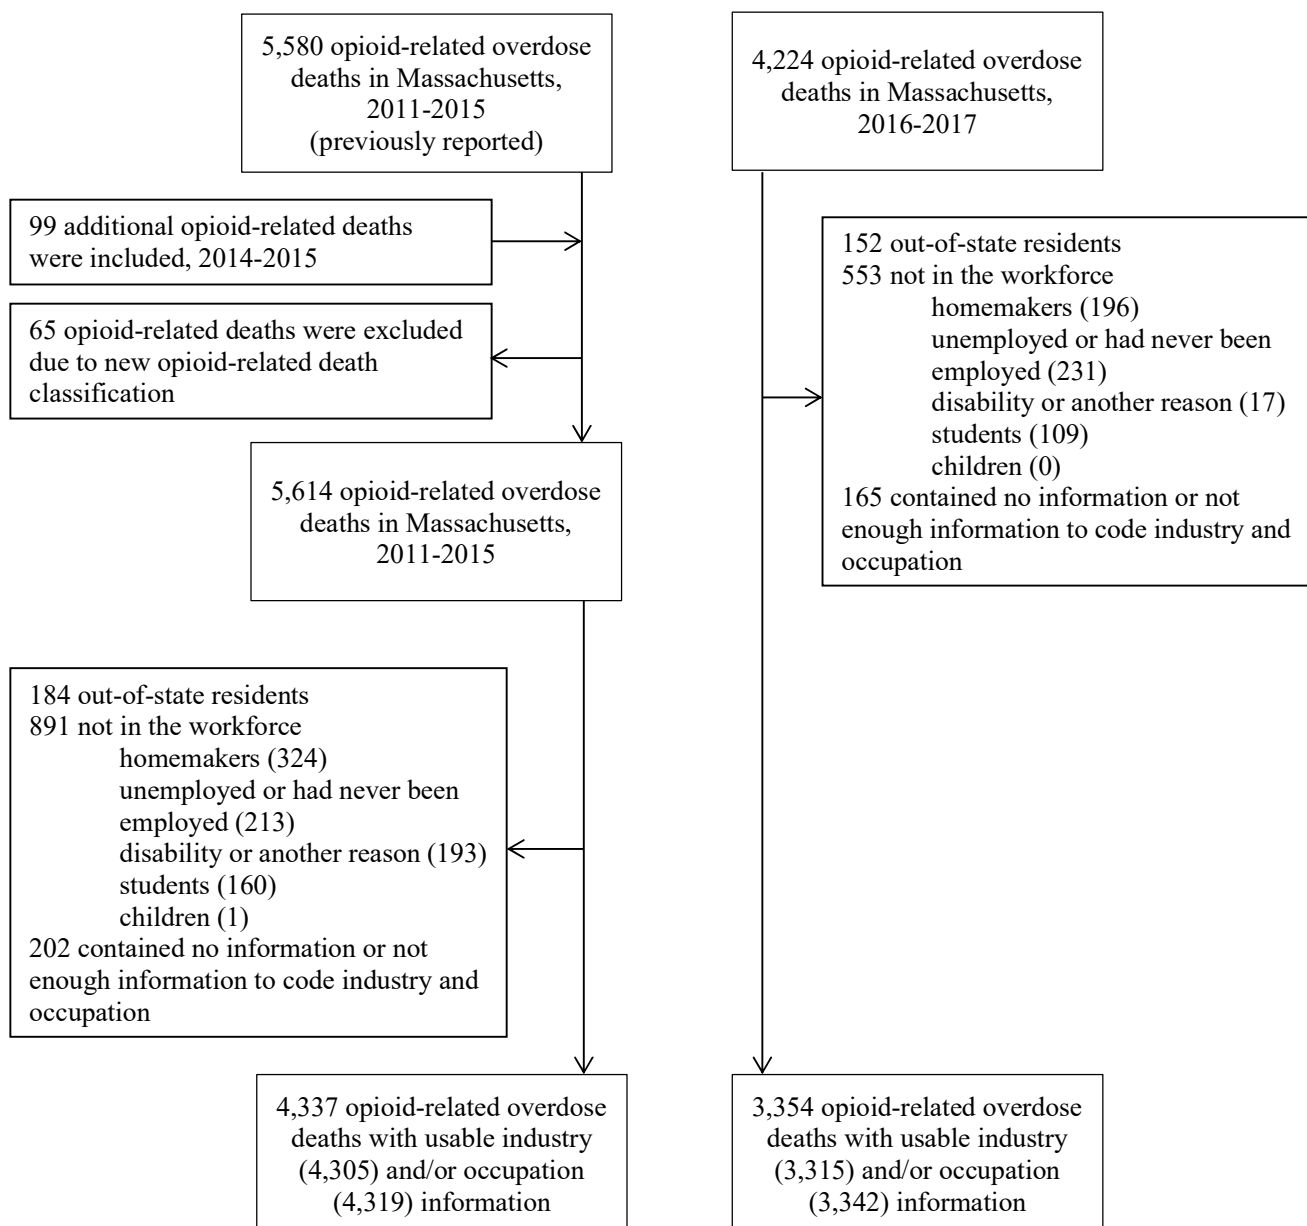 5,580 opioid-related overdose
deaths in Massachusetts,
2011-2015
(previously reported)
99 additional opioid-related deaths
were included, 2014-2015
65 opioid-related deaths were excluded
due to new opioid-related death
classification
5,614 opioid-related overdose
deaths in Massachusetts,
2011-2015
184 out-of-state residents
891 not in the workforce
homemakers (324)
unemployed or had never been
employed (213)
disability or another reason (193)
students (160)
children (1)
202 contained no information or not
enough information to code industry and
occupation
4,337 opioid-related overdose
deaths with usable industry
(4,305) and/or occupation
(4,319) information
4,224 opioid-related overdose
deaths in Massachusetts,
2016-2017
152 out-of-state residents
553 not in the workforce
homemakers (196)
unemployed or had never been
employed (231)
disability or another reason (17)
students (109)
children (0)
165 contained no information or not
enough information to code industry and
occupation
3,354 opioid-related overdose
deaths with usable industry
(3,315) and/or occupation
(3,342) information